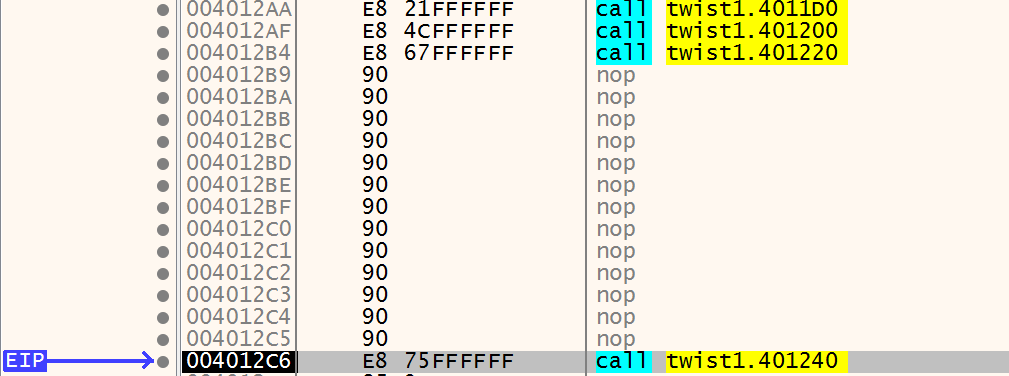 004012AA E8 21FFFFFF call twist1.4011D0
004012AF E8 4CFFFFFF call twist1.401200
004012B4 E8 67FFFFFF call twist1.401220
004012B9 90 nop
004012BA 90 nop
004012BB 90 nop
004012BC 90 nop
004012BD 90 nop
004012BE 90 nop
004012BF 90 nop
004012C0 90 nop
004012C1 90 nop
004012C2 90 nop
004012C3 90 nop
004012C4 90 nop
004012C5 90 nop
EIP 004012C6 E8 75FFFFFF call twist1.401240